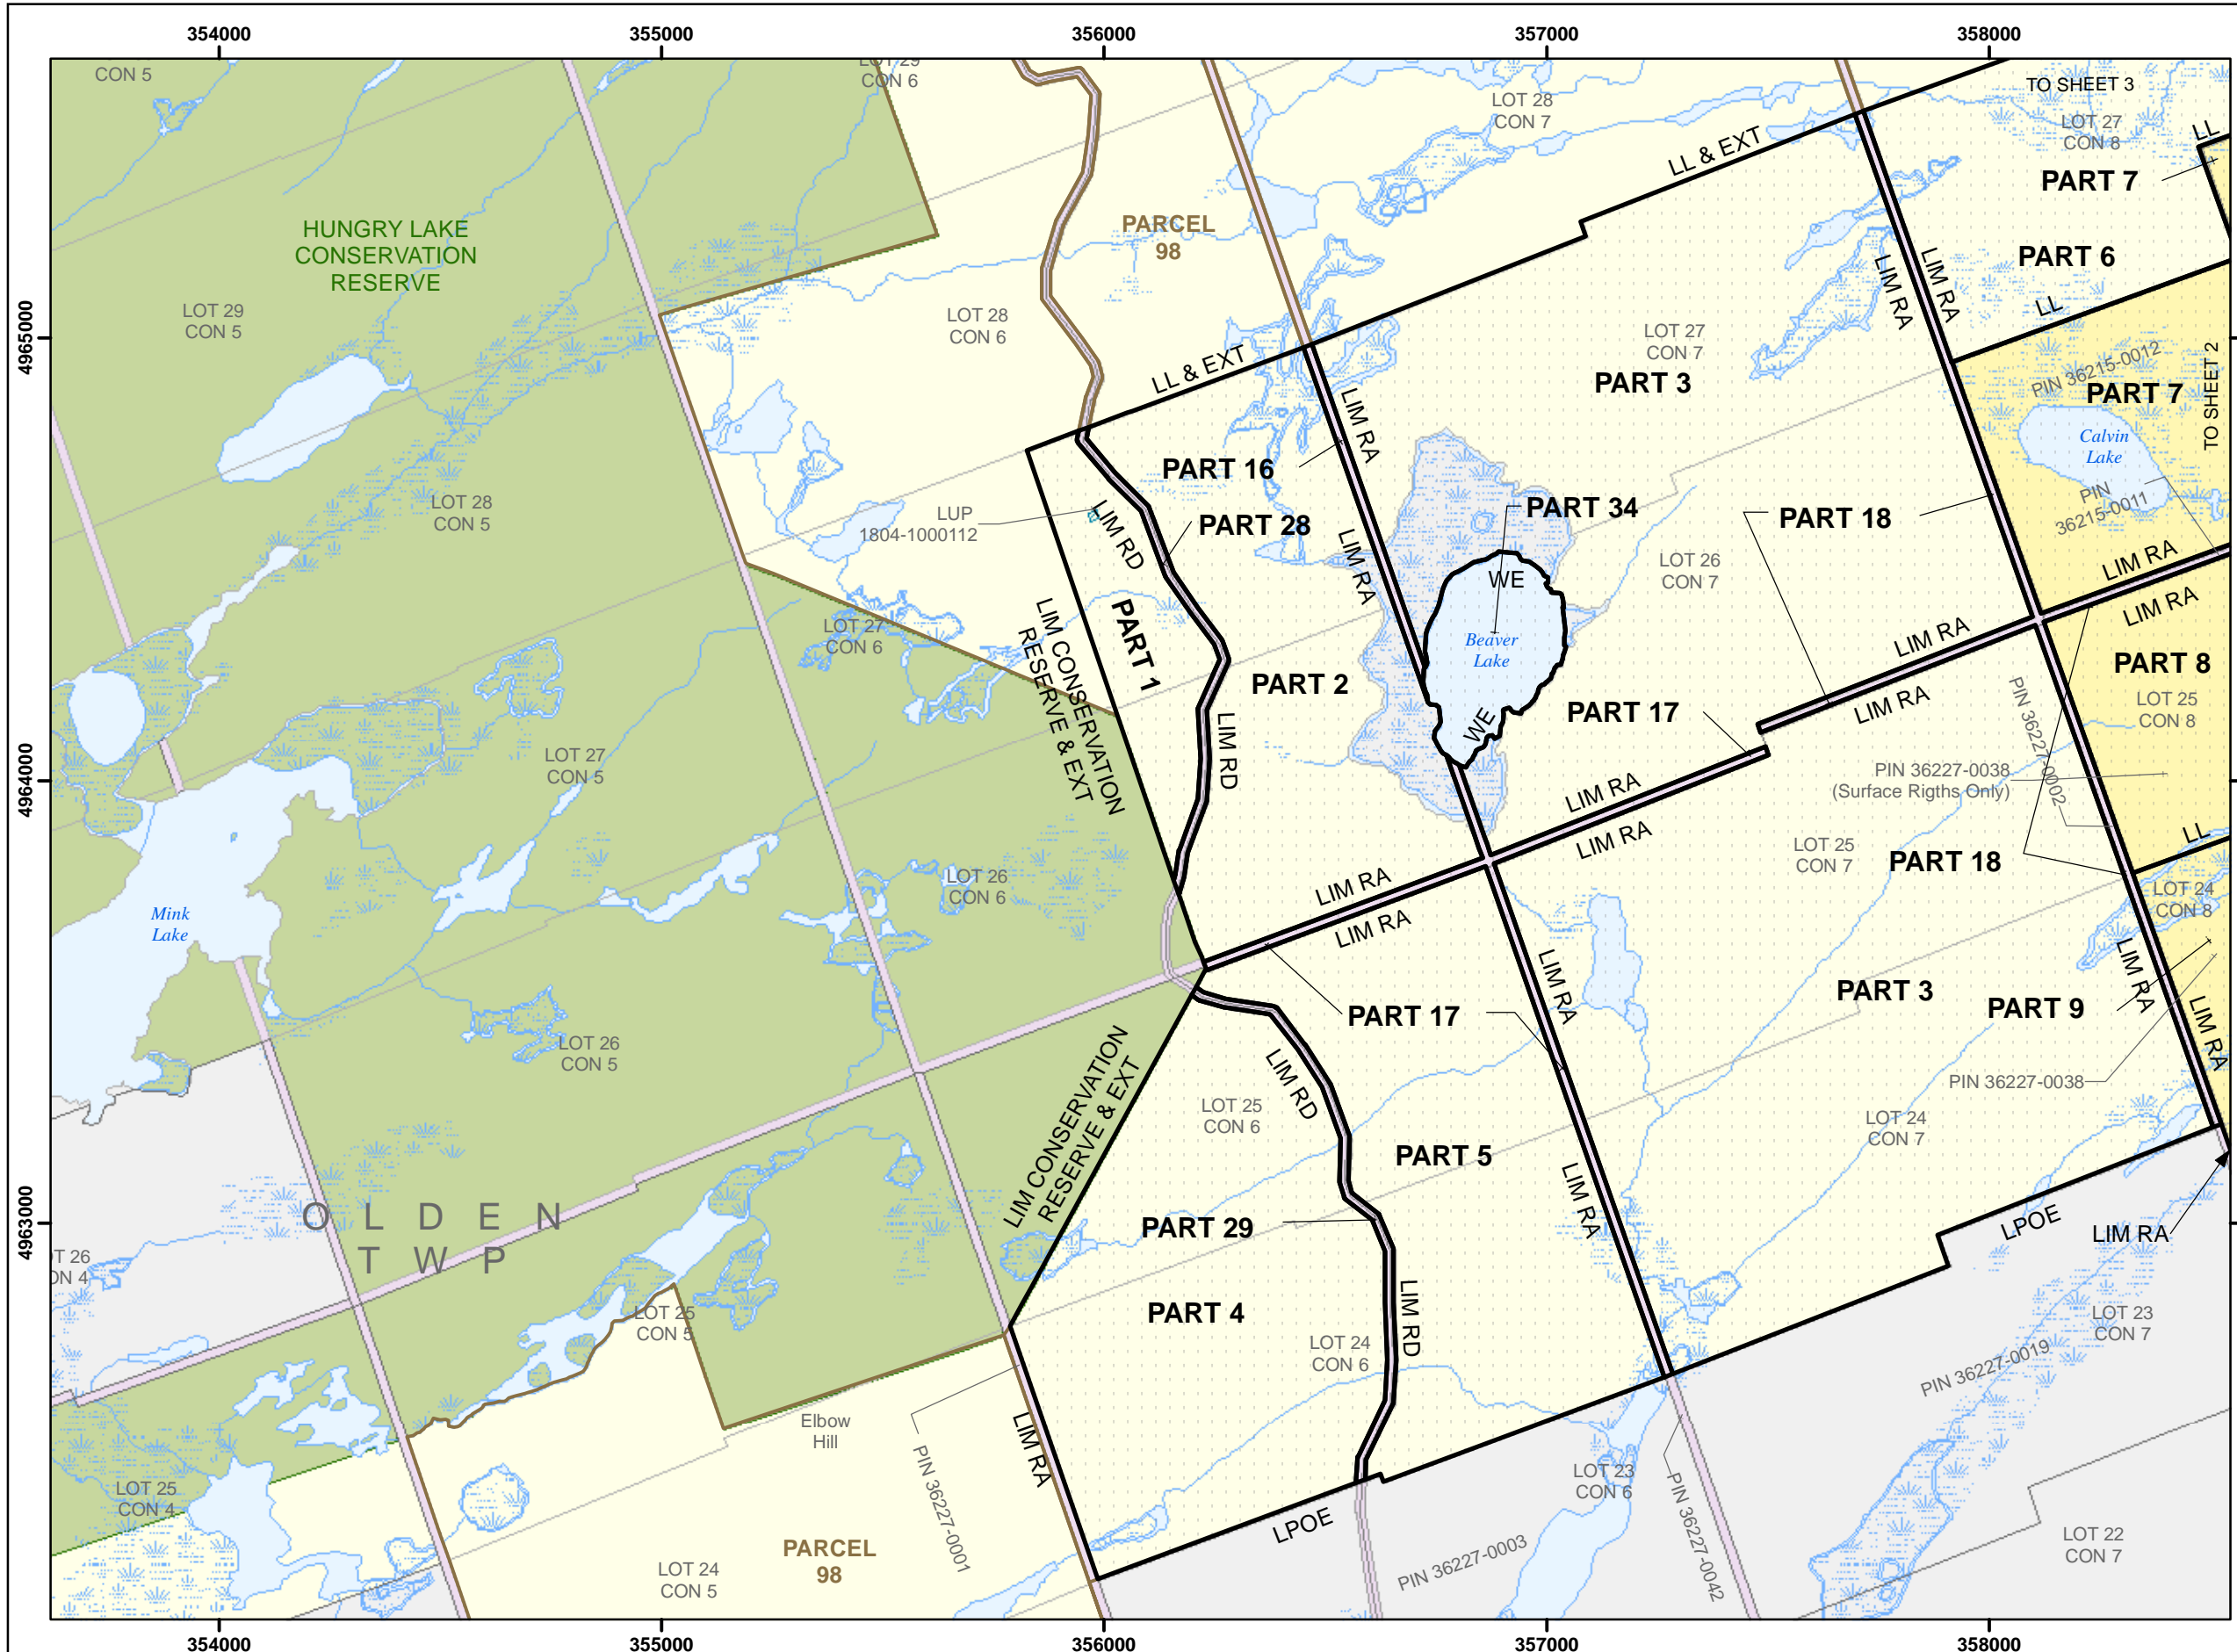 354000
355000
356000
357000
358000
CON 5
LOT 29
CON 6
LOT 28
CON 7
TO SHEET 3
LOT 27
CON 8
LL
LL & EXT
PART 7
HUNGRY LAKE
CONSERVATION
RESERVE
PARCEL
98
PART 6
LIM RA
LIM RA
LL
LOT 29
CON 5
LOT 28
CON 6
4965000
LOT 27
CON 7
PART 3
LL & EXT
PIN 36215-0012
PART 7
TO SHEET 2
LIM RA
Calvin
Lake
PART 16
LOT 28
CON 5
LUP
1804-1000112
LIM RD
PART 28
PART 34
PART 18
PIN
36215-0011
LIM RA
LIM RA
LOT 26
CON 7
WE
LIM RA
LIM RA
LIM CONSERVATION
RESERVE & EXT
PART 1
LOT 27
CON 6
Beaver
Lake
LIM RA
PART 8
PART 2
LOT 25
CON 8
LIM RD
WE
PART 17
LIM RA
PIN 36227-0002
LOT 27
CON 5
4964000
PIN 36227-0038
(Surface Rigths Only)
LIM RA
LIM RA
LL
LOT 25
CON 7
PART 18
LOT 26
CON 6
LIM RA
LIM RA
LOT 24
CON 8
Mink
Lake
LIM RA
LIM RA
LIM RA
PART 3
PART 9
PART 17
LOT 26
CON 5
LIM CONSERVATION
RESERVE & EXT
LIM RD
PIN 36227-0038
LOT 25
CON 6
LOT 24
CON 7
PART 5
LIM RA
OLDEN
TWP
4963000
PART 29
LPOE
LIM RA
CON 4
LOT 25
CON 5
PART 4
LIM RD
LOT 24
CON 6
LOT 23
CON 7
PIN 36227-0019
Elbow
Hill
LIM RA
PIN 36227-0001
LOT 25
CON 4
LPOE
LOT 23
CON 6
PIN 36227-0042
PARCEL
98
LOT 24
CON 5
PIN 36227-0003
LOT 22
CON 7
354000
355000
356000
357000
358000